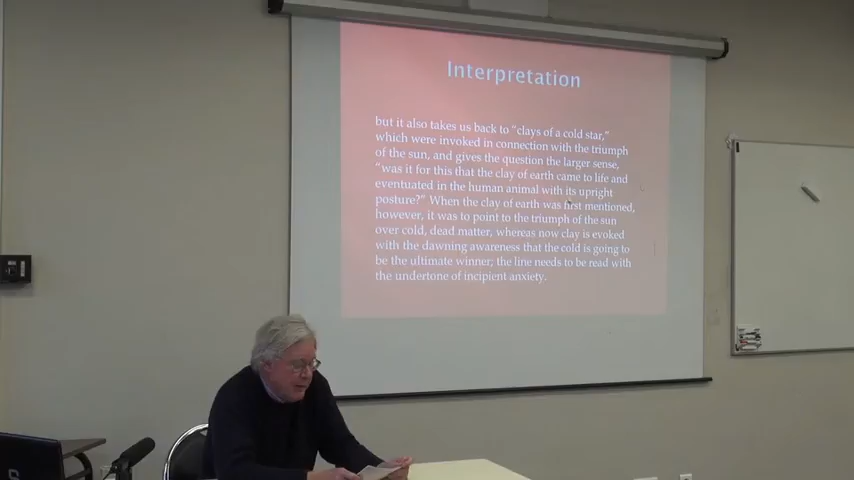 Interpretation
but it also takes us back to "clays of a cold star,"
which were invoked in connection with the triumph
of the sun, and gives the question the larger sense,
"was it for this that the clay of earth came to life and
eventuated in the human animal with its upright
posture?" When the clay of earth was first mentioned,
however, it was to point to the triumph of the sun
over cold, dead matter, whereas now clay is evoked
with the dawning awareness that the cold is going to
be the ultimate winner; the line needs to be read with
the undertone of incipient anxiety.